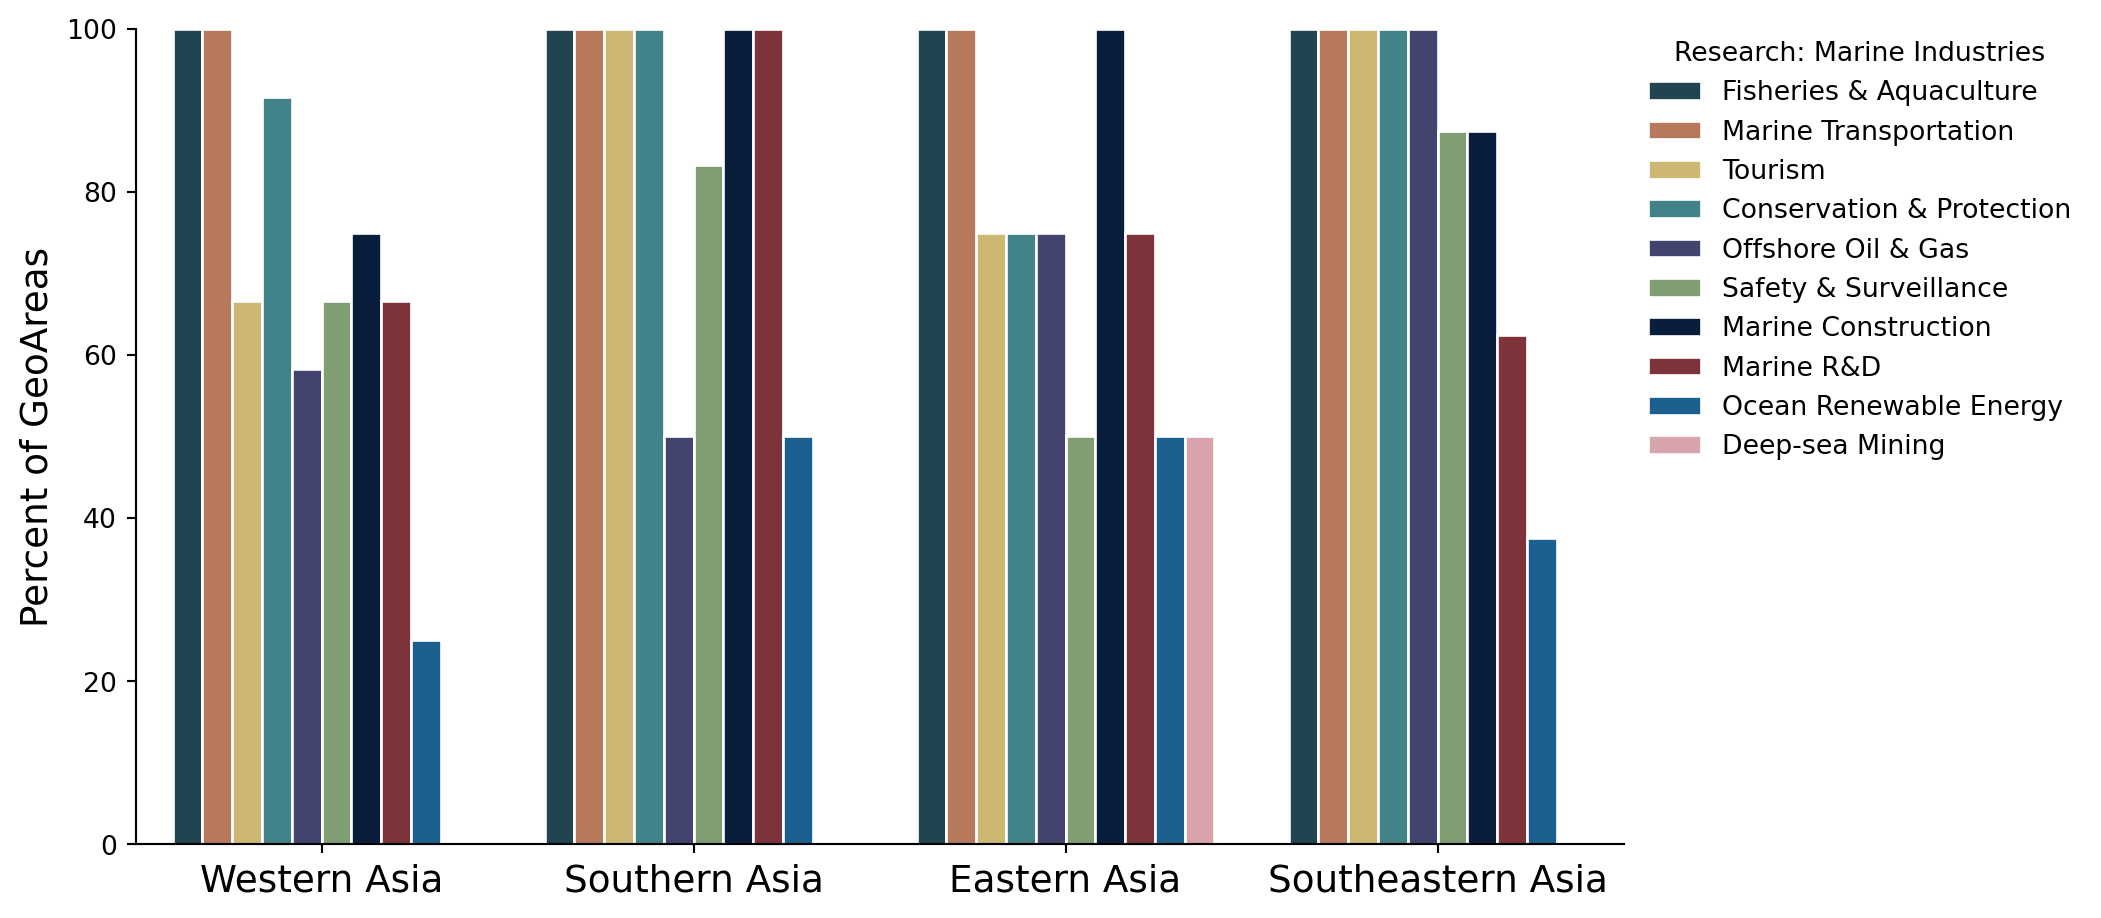 Percent of GeoAreas
100
80
60
40
20
0
Western Asia
Southern Asia
Eastern Asia
Southeastern Asia
Research: Marine Industries
Fisheries & Aquaculture
Marine Transportation
Tourism
Conservation & Protection
Offshore Oil & Gas
Safety & Surveillance
Marine Construction
Marine R&D
Ocean Renewable Energy
Deep-sea Mining